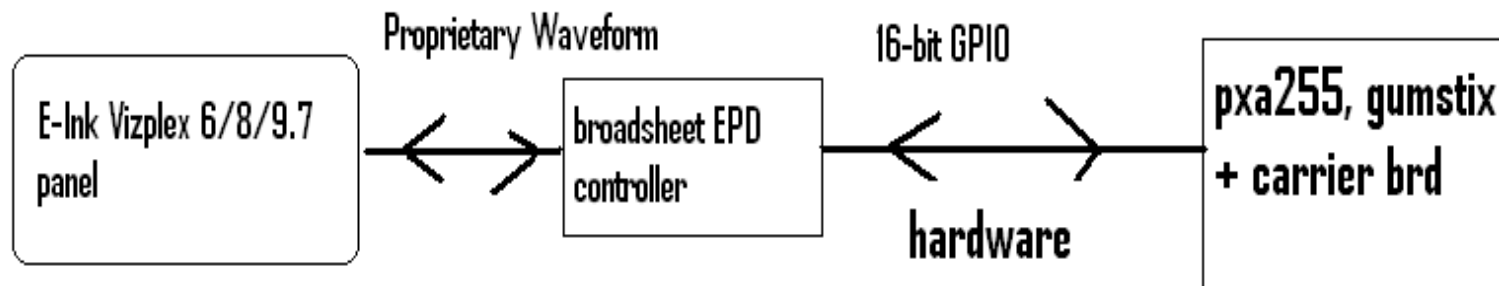 Proprietary Waveform
16-bit GPIO
E-Ink Vizplex 6/8/9.7
panel
broadsheet EPD
controller
pxa255, gumstix
+ carrier brd
hardware